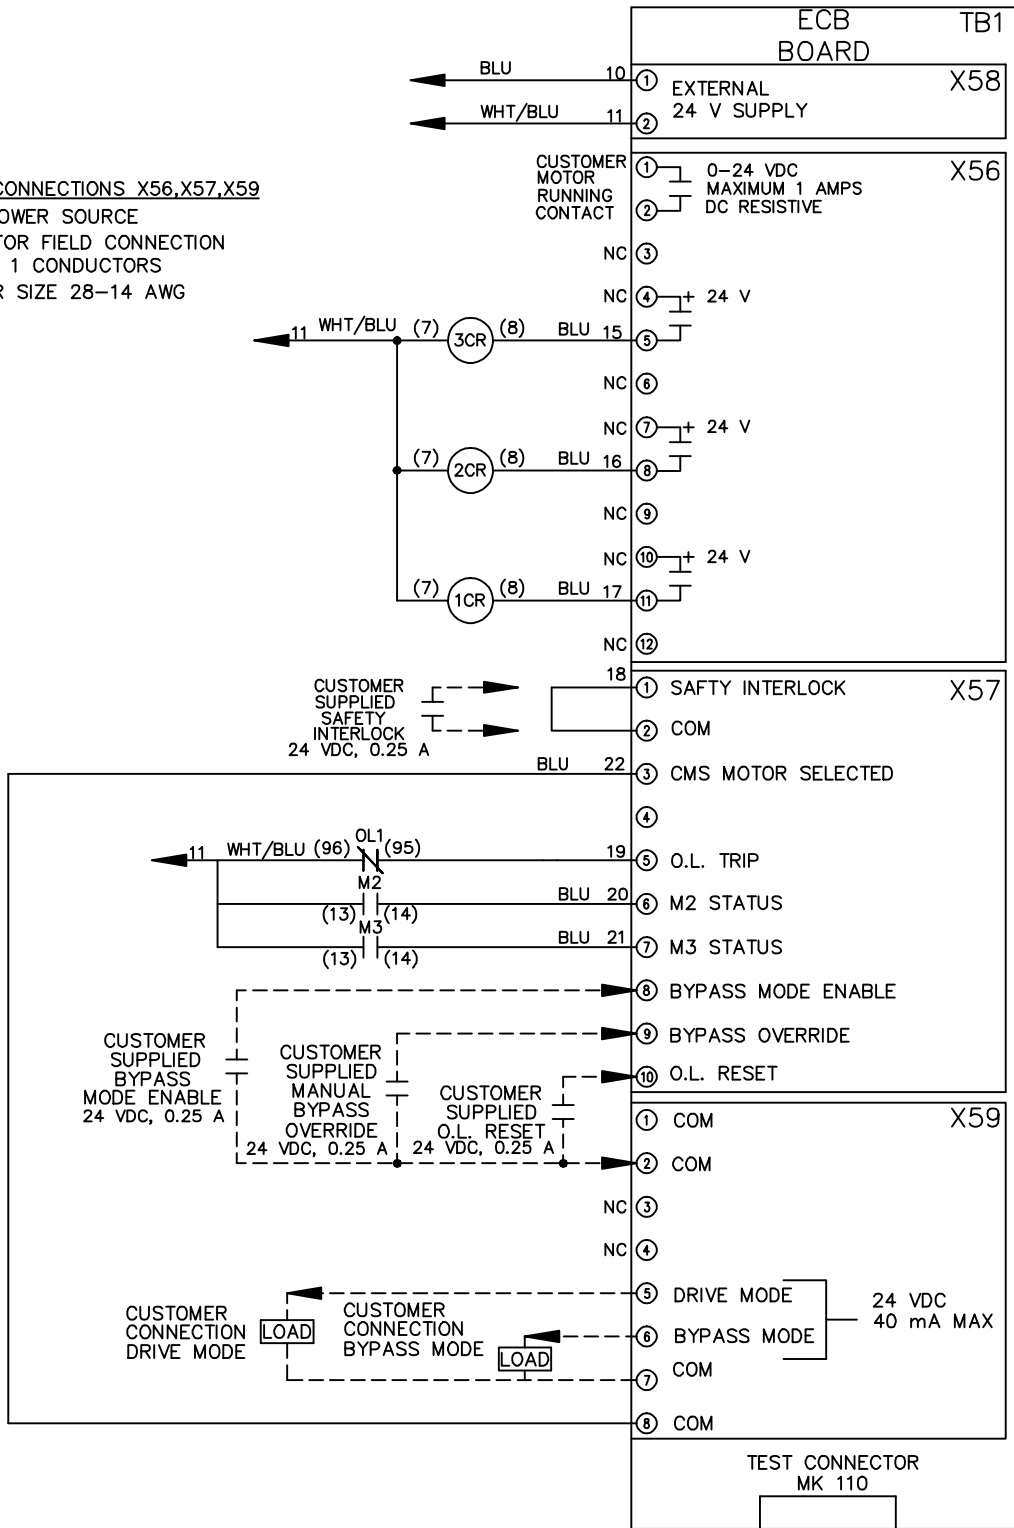 ECB TB1
BOARD
BLU 10 ① EXTERNAL X58
24 V SUPPLY
WHT/BLU 11 ②
CONNECTIONS X56,X57,X59
OWER SOURCE
TOR FIELD CONNECTION
1 CONDUCTORS
R SIZE 28–14 AWG
CUSTOMER
MOTOR
RUNNING
CONTACT
① 0–24 VDC X56
MAXIMUM 1 AMPS
② DC RESISTIVE
NC ③
NC ④ + 24 V
11 WHT/BLU (7) 3CR (8) BLU 15 ⑤
NC ⑥
NC ⑦ + 24 V
(7) 2CR (8) BLU 16 ⑧
NC ⑨
NC ⑩ + 24 V
(7) 1CR (8) BLU 17 ⑪
NC ⑫
CUSTOMER
SUPPLIED
SAFETY
INTERLOCK
24 VDC, 0.25 A
18 ① SAFTY INTERLOCK X57
② COM
BLU 22 ③ CMS MOTOR SELECTED
④
OL1
11 WHT/BLU (96) (95) 19 ⑤ O.L. TRIP
M2
(13) (14) BLU 20 ⑥ M2 STATUS
M3
(13) (14) BLU 21 ⑦ M3 STATUS
⑧ BYPASS MODE ENABLE
⑨ BYPASS OVERRIDE
⑩ O.L. RESET
CUSTOMER
SUPPLIED
BYPASS
MODE ENABLE
24 VDC, 0.25 A
CUSTOMER
SUPPLIED
MANUAL
BYPASS
OVERRIDE
24 VDC, 0.25 A
CUSTOMER
SUPPLIED
O.L. RESET
24 VDC, 0.25 A
① COM X59
② COM
NC ③
NC ④
⑤ DRIVE MODE
⑥ BYPASS MODE
⑦ COM
24 VDC
40 mA MAX
CUSTOMER
CONNECTION
DRIVE MODE
LOAD
CUSTOMER
CONNECTION
BYPASS MODE
LOAD
⑧ COM
TEST CONNECTOR
MK 110